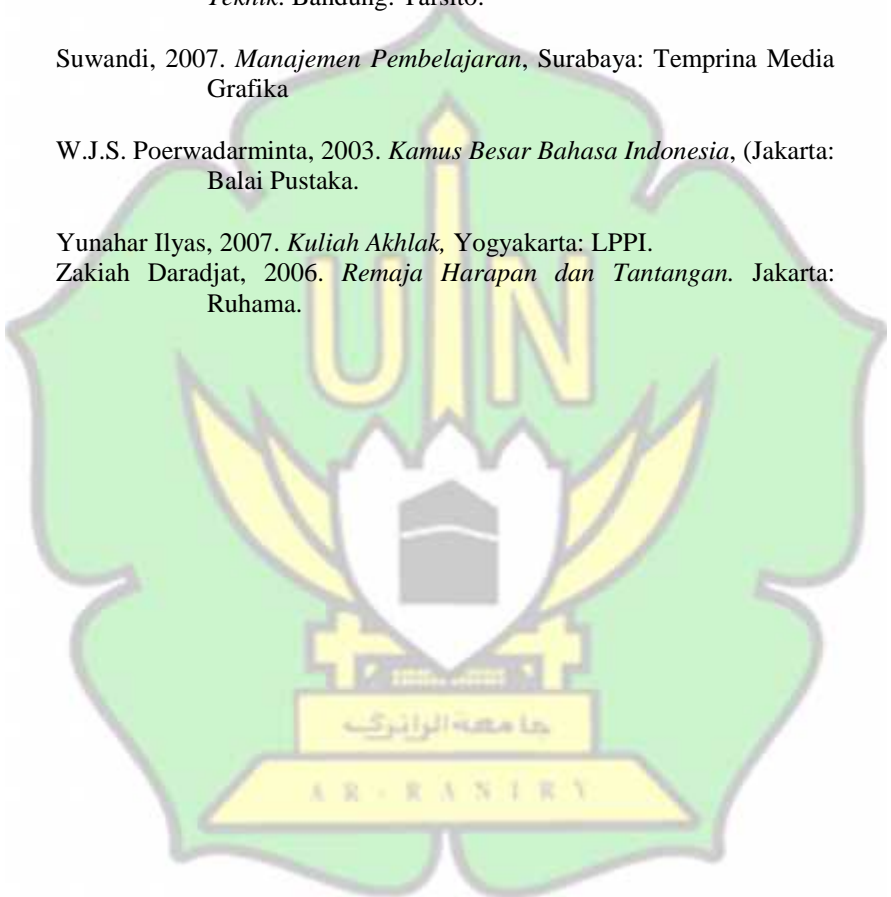 Teknik. Bandung: Tarsito.
Suwandi, 2007. Manajemen Pembelajaran, Surabaya: Temprina Media
Grafika
W.J.S. Poerwadarminta, 2003. Kamus Besar Bahasa Indonesia, (Jakarta:
Balai Pustaka.
Yunahar Ilyas, 2007. Kuliah Akhlak, Yogyakarta: LPPI.
Zakiah Daradjat, 2006. Remaja Harapan dan Tantangan. Jakarta:
Ruhama.
UIN
جامعة الرانري
AR-RANIRY